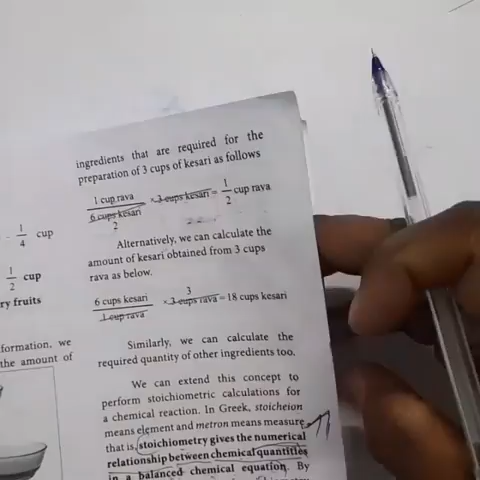 - 1/4 cup
1/2 cup
ry fruits
formation, we
the amount of
ingredients that are required for the
preparation of 3 cups of kesari as follows
1 cup rava / 6 cups kesari 2 × 3 cups kesari = 1/2 cup rava
Alternatively, we can calculate the
amount of kesari obtained from 3 cups
rava as below.
6 cups kesari / 1 cup rava × 3 3 cups rava = 18 cups kesari
Similarly, we can calculate the
required quantity of other ingredients too.
We can extend this concept to
perform stoichiometric calculations for
a chemical reaction. In Greek, stoicheion
means element and metron means measure
that is, stoichiometry gives the numerical
relationship between chemical quantities
in a balanced chemical equation. By